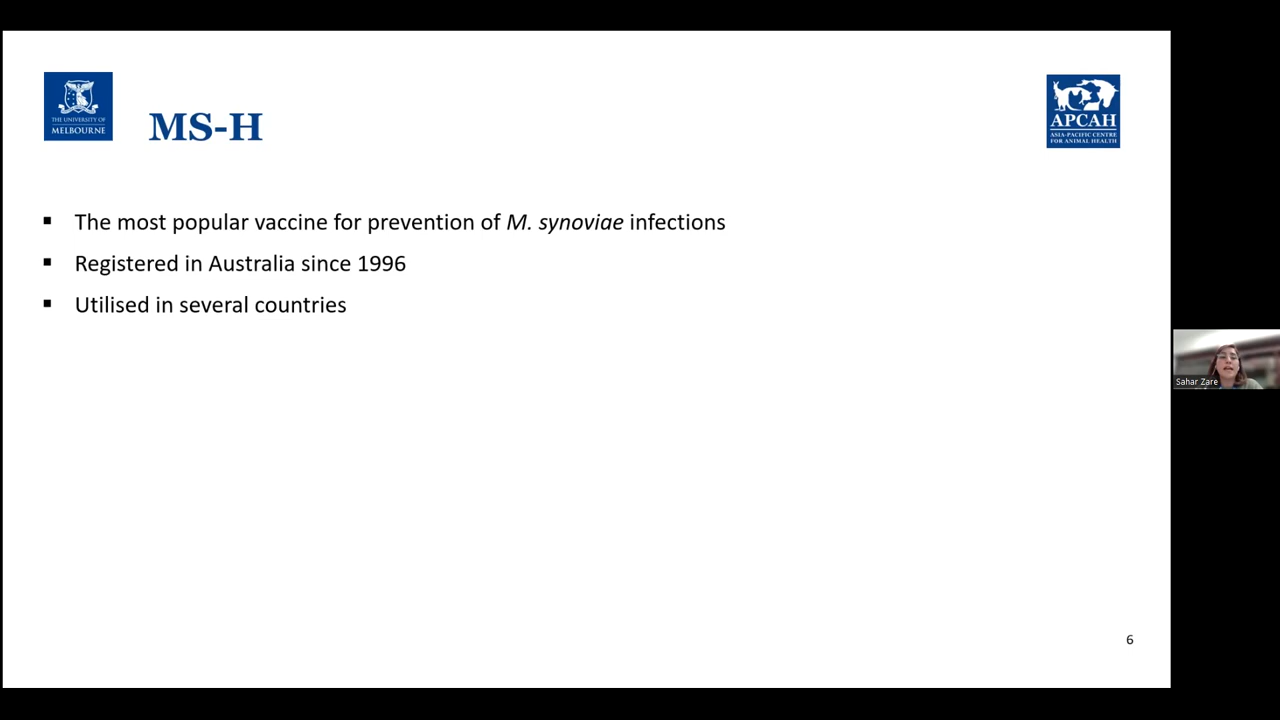 THE UNIVERSITY OF
MELBOURNE
MS-H
APCAH
ASIA-PACIFIC CENTRE
FOR ANIMAL HEALTH
▪ The most popular vaccine for prevention of M. synoviae infections
▪ Registered in Australia since 1996
▪ Utilised in several countries
Sahar Zare
6